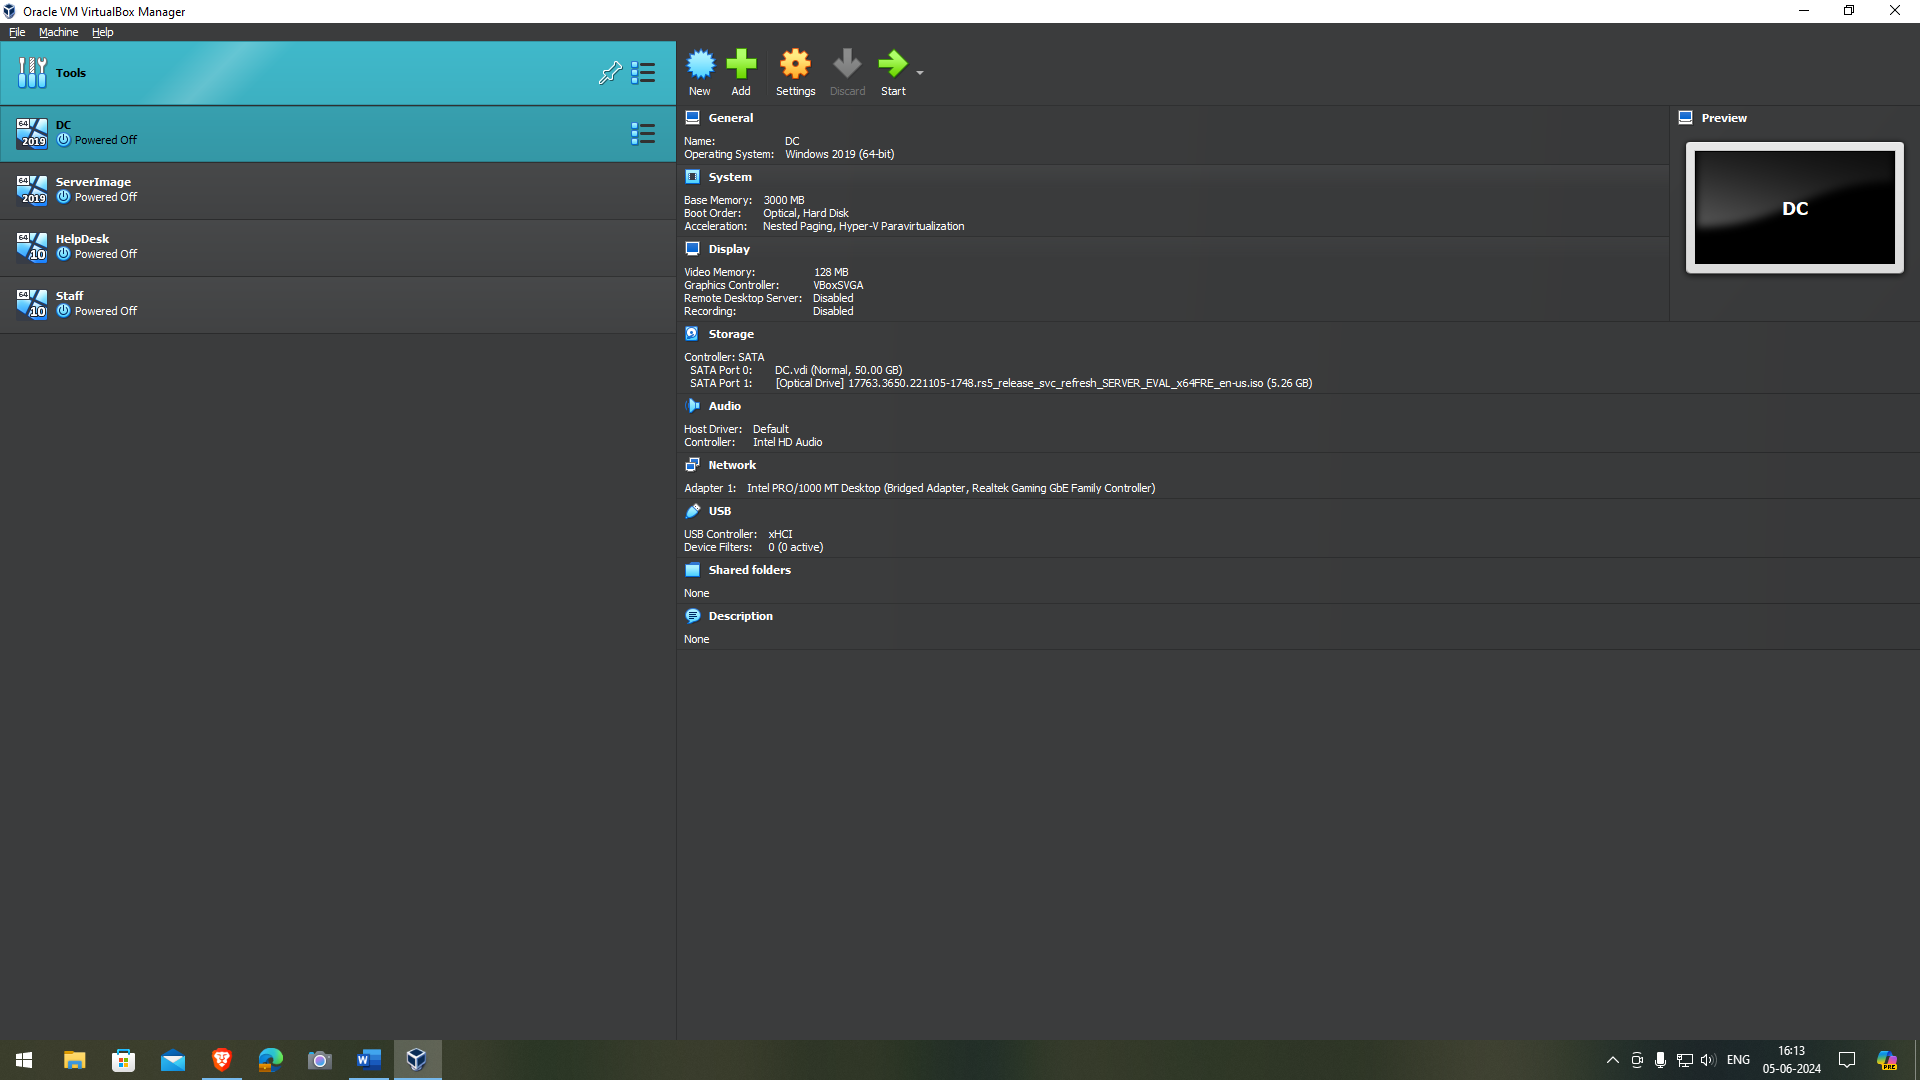 Oracle VM VirtualBox Manager
File Machine Help
Tools
64 2019 DC
Powered Off
64 2019 ServerImage
Powered Off
64 10 HelpDesk
Powered Off
64 10 Staff
Powered Off
New Add Settings Discard Start
General
Name: DC
Operating System: Windows 2019 (64-bit)
System
Base Memory: 3000 MB
Boot Order: Optical, Hard Disk
Acceleration: Nested Paging, Hyper-V Paravirtualization
Display
Video Memory: 128 MB
Graphics Controller: VBoxSVGA
Remote Desktop Server: Disabled
Recording: Disabled
Storage
Controller: SATA
SATA Port 0: DC.vdi (Normal, 50.00 GB)
SATA Port 1: [Optical Drive] 17763.3650.221105-1748.rs5_release_svc_refresh_SERVER_EVAL_x64FRE_en-us.iso (5.26 GB)
Audio
Host Driver: Default
Controller: Intel HD Audio
Network
Adapter 1: Intel PRO/1000 MT Desktop (Bridged Adapter, Realtek Gaming GbE Family Controller)
USB
USB Controller: xHCI
Device Filters: 0 (0 active)
Shared folders
None
Description
None
Preview
DC
W
ENG
16:13
05-06-2024
PRE